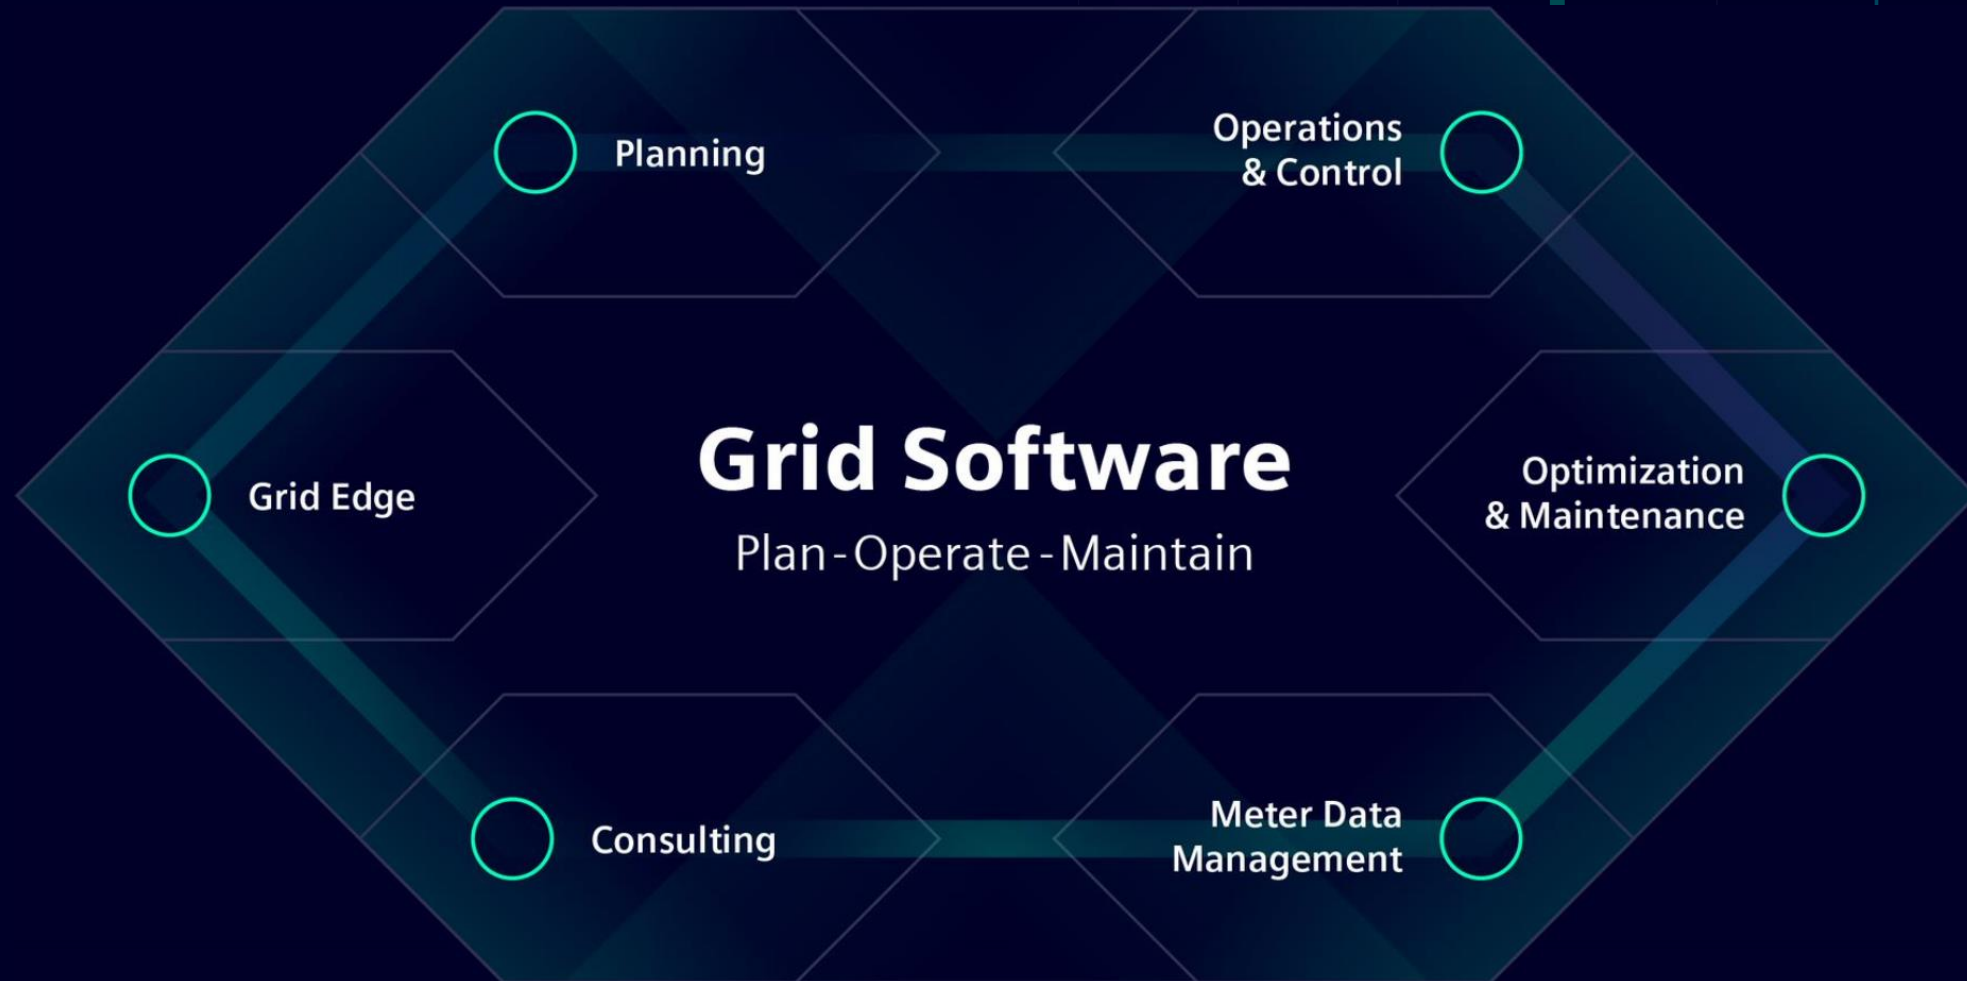 Planning
Operations
& Control
Grid Edge
Grid Software
Plan-Operate-Maintain
Optimization
& Maintenance
Consulting
Meter Data
Management